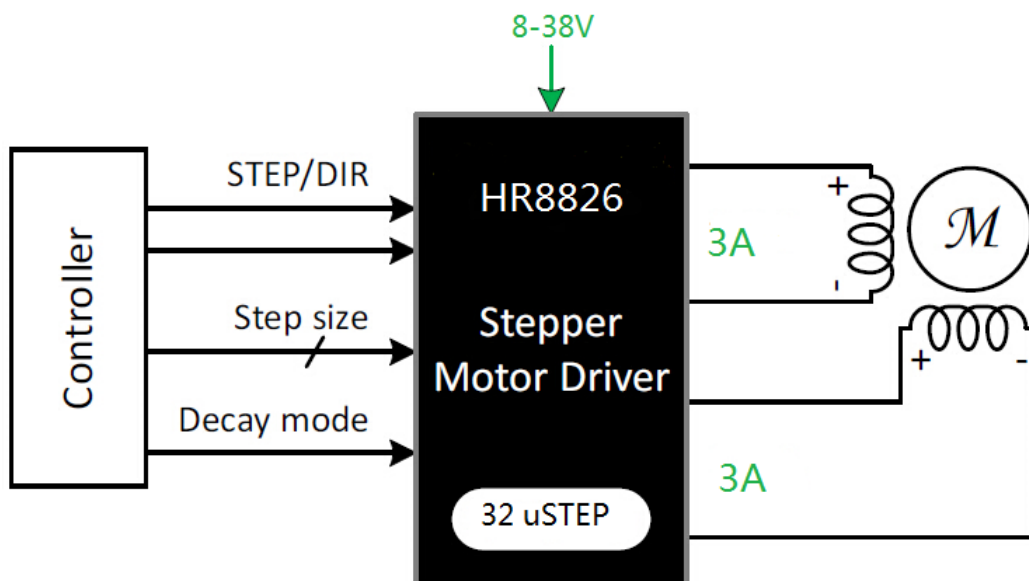 8-38V
Controller
STEP/DIR
Step size
Decay mode
HR8826
Stepper
Motor Driver
32 uSTEP
3A
+
-
M
+
-
3A